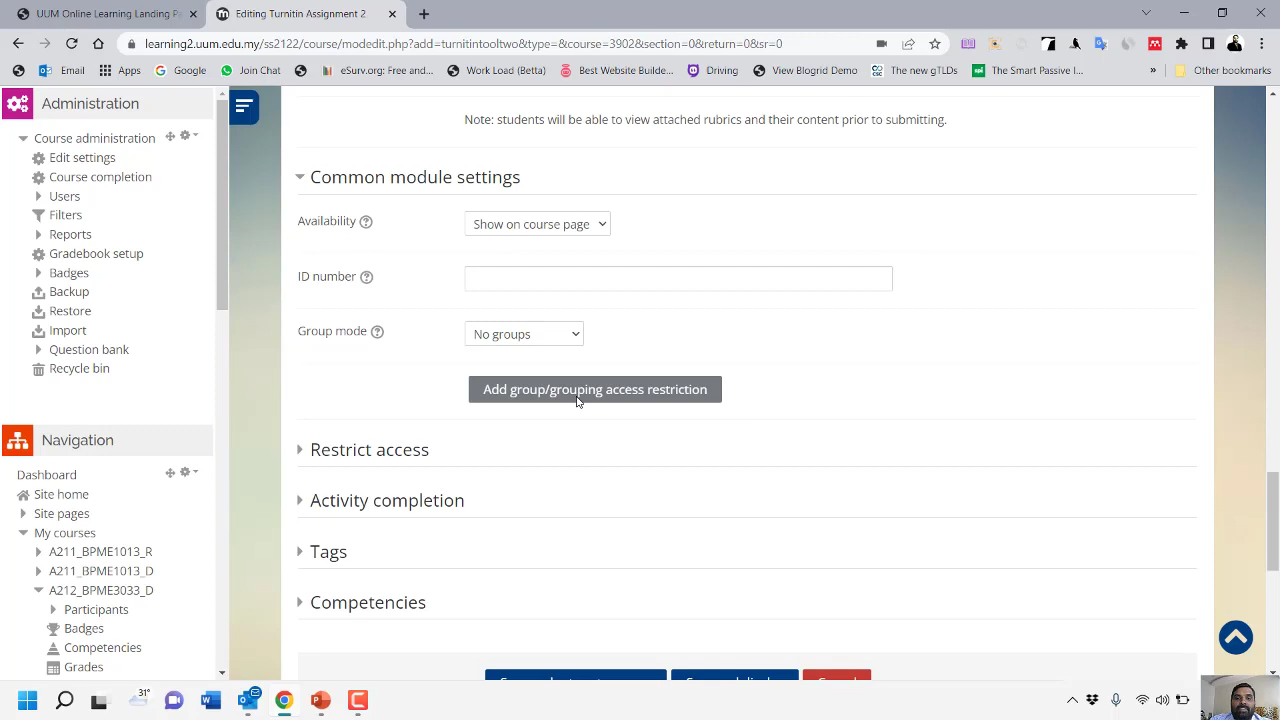 UUM Online Learning Landing P
Editing Turnitin Assignment 2
learning2.uum.edu.my/ss2122/course/modedit.php?add=turnitintooltwo&type=&course=3902&section=0&return=0&sr=0
Email
Apps
Google
Join Chat
eSurv.org: Free and...
Work Load (Betta)
Best Website Builde...
Driving
View Blogrid Demo
The new gTLDs
The Smart Passive I...
»
Other bookmarks
Administration
Course administration
Edit settings
Course completion
Users
Filters
Reports
Gradebook setup
Badges
Backup
Restore
Import
Question bank
Recycle bin
Navigation
Dashboard
Site home
Site pages
My courses
A211_BPME1013_R
A211_BPME1013_D
A212_BPME3033_D
Participants
Badges
Competencies
Grades
Note: students will be able to view attached rubrics and their content prior to submitting.
Common module settings
Availability
Show on course page
ID number
Group mode
No groups
Add group/grouping access restriction
Restrict access
Activity completion
Tags
Competencies
31°